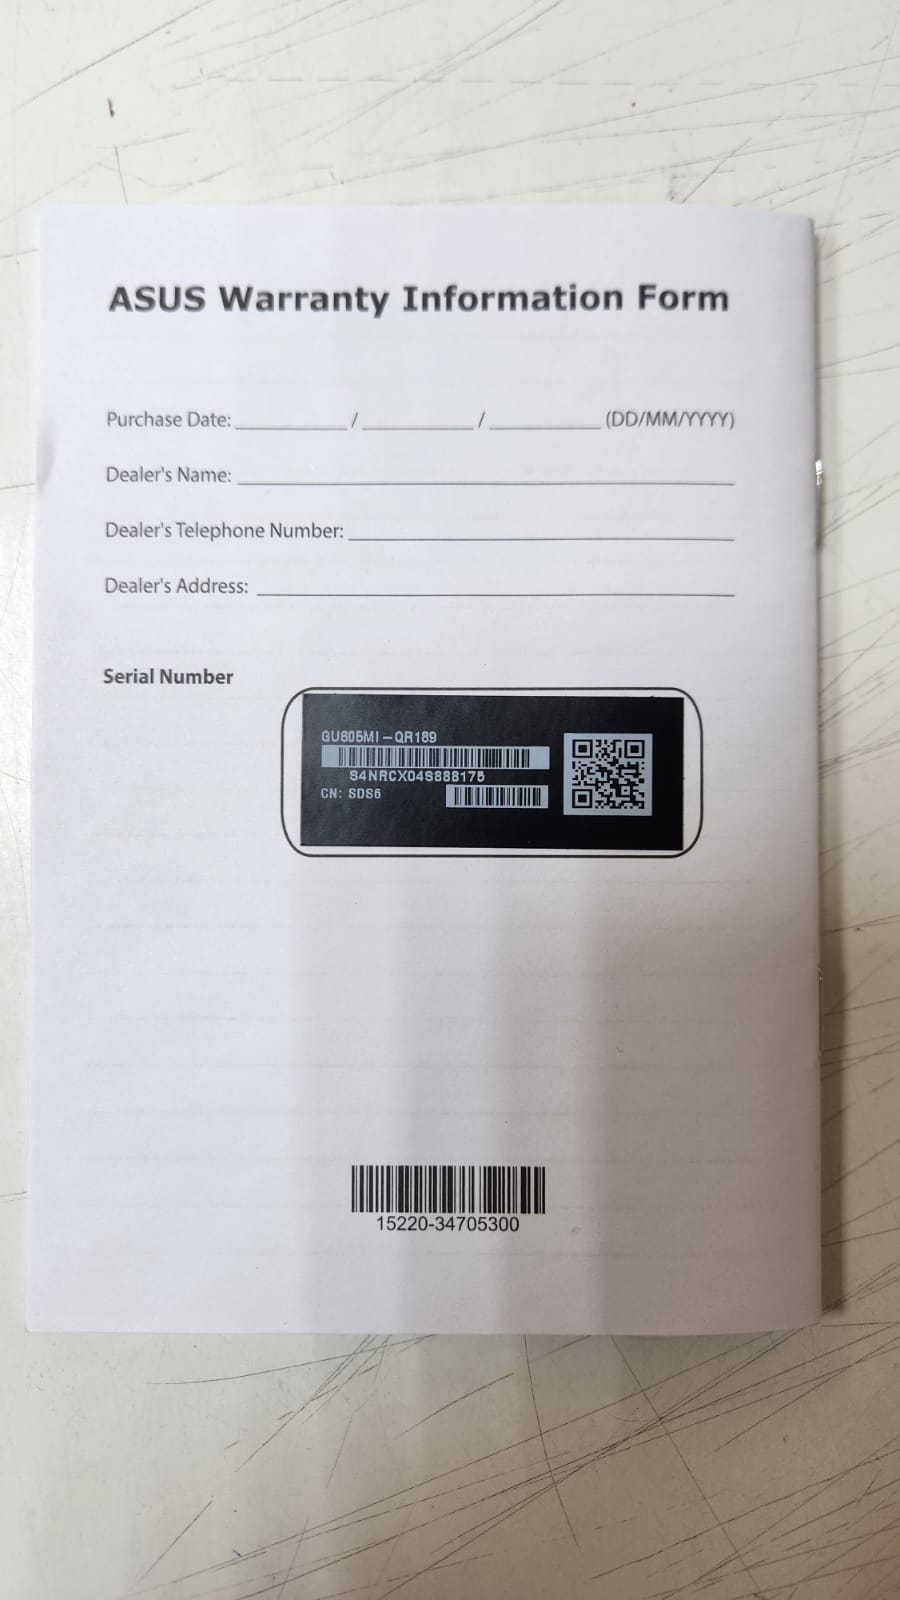 ASUS Warranty Information Form
Purchase Date: / / (DD/MM/YYYY)
Dealer's Name:
Dealer's Telephone Number:
Dealer's Address:
Serial Number
GU605MI-QR189
S4NRCX04S888175
CN: SDS6
15220-34705300